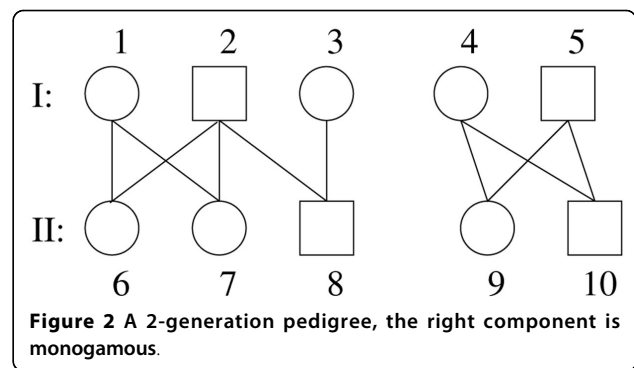 1 2 3 4 5
I:
II:
6 7 8 9 10
Figure 2 A 2-generation pedigree, the right component is
monogamous.